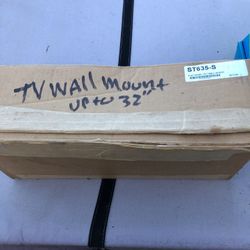 ST635-S
TV WALL mount
up to 32"